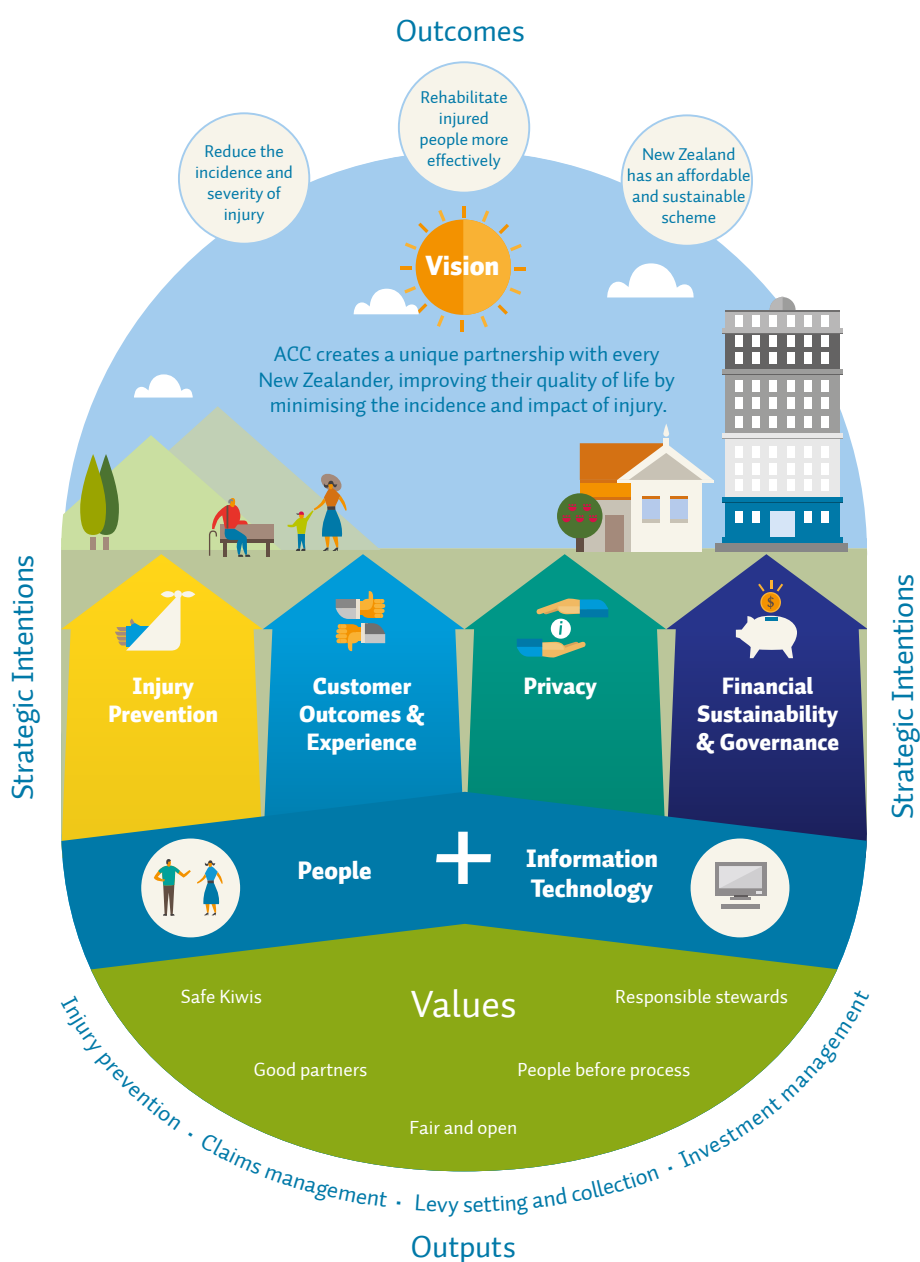 Outcomes
Rehabilitate
injured
people more
effectively
Reduce the
incidence and
severity of
injury
New Zealand
has an affordable
and sustainable
scheme
Vision
ACC creates a unique partnership with every
New Zealander, improving their quality of life by
minimising the incidence and impact of injury.
Strategic Intentions
Strategic Intentions
i
$
Injury
Prevention
Customer
Outcomes &
Experience
Privacy
Financial
Sustainability
& Governance
People
+
Information
Technology
Values
Safe Kiwis
Responsible stewards
Good partners
People before process
Fair and open
Injury prevention · Claims management · Levy setting and collection · Investment management
Outputs